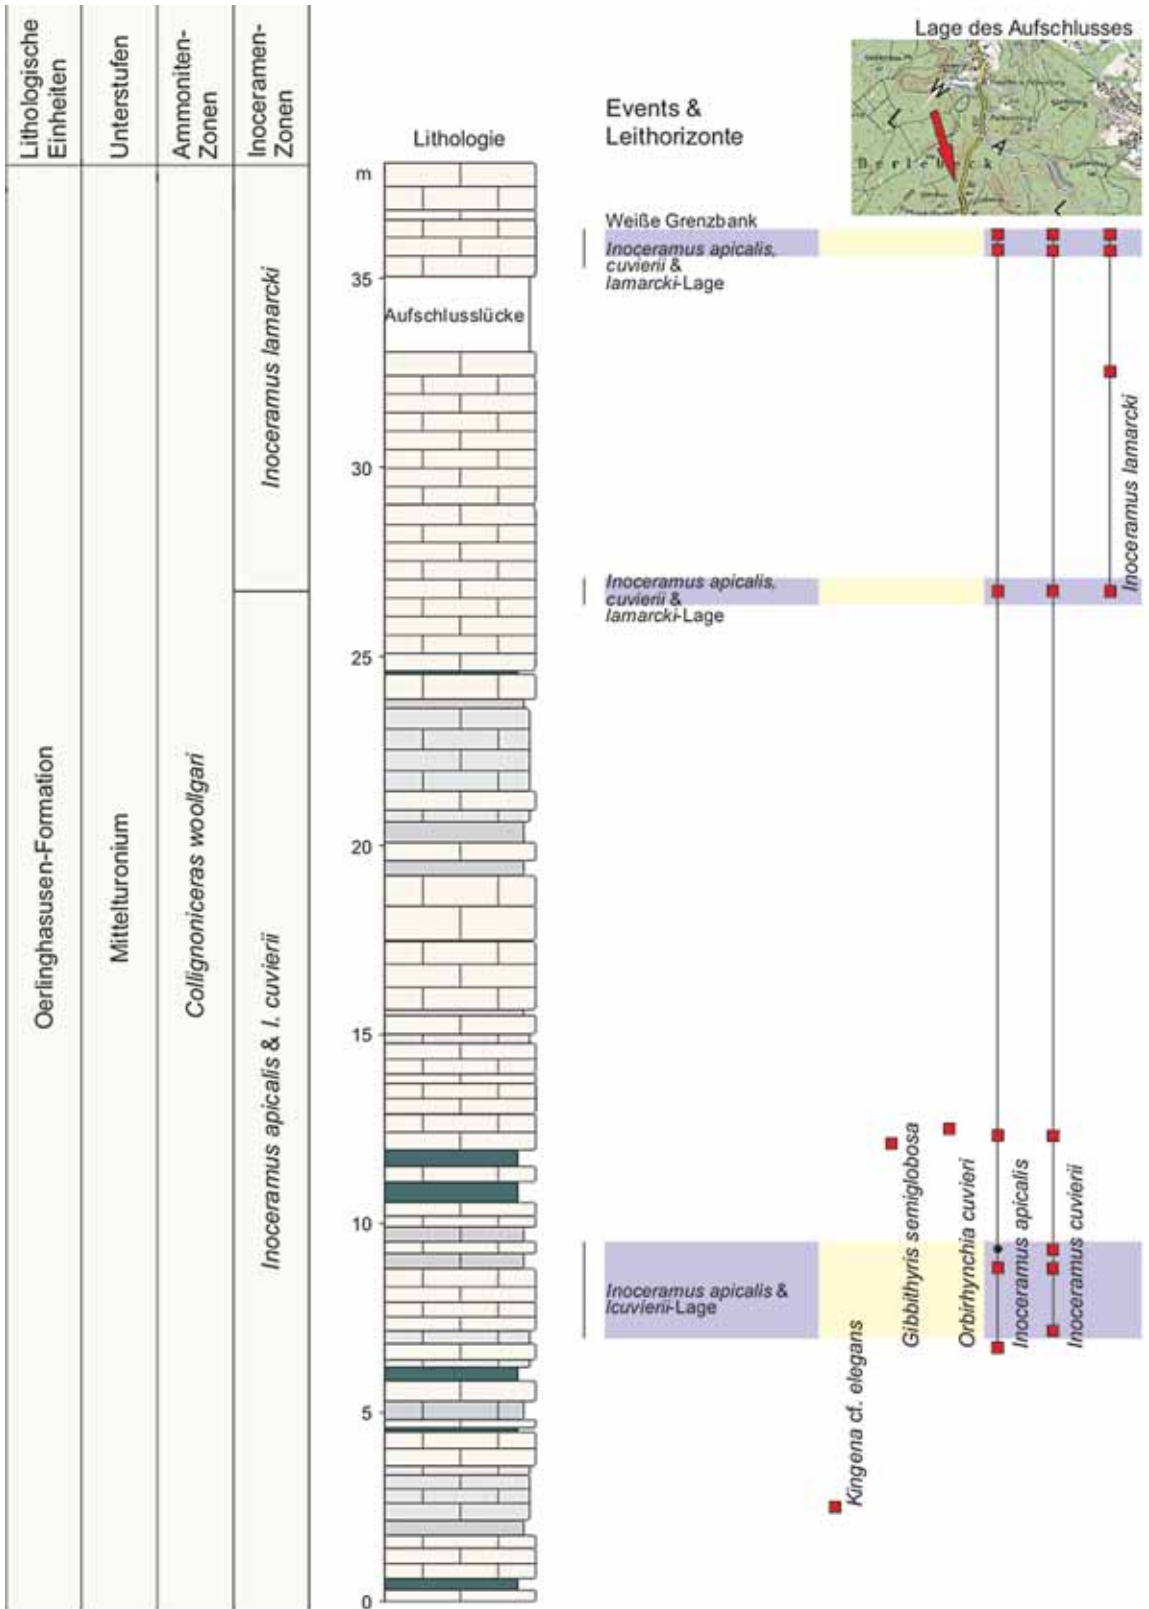 Lage des Aufschlusses
Lithologische
Einheiten
Unterstufen
Ammoniten-
Zonen
Inoceramen-
Zonen
Lithologie
m
Events &
Leithorizonte
Oerlinghasusen-Formation
Mittelturonium
Collignoniceras woollgari
Inoceramus lamarcki
Inoceramus apicalis & I. cuvierii
35
30
25
20
15
10
5
0
Aufschlusslücke
Weiße Grenzbank
Inoceramus apicalis,
cuvierii &
lamarcki-Lage
Inoceramus apicalis,
cuvierii &
lamarcki-Lage
Inoceramus apicalis &
Icuvierii-Lage
Kingena cf. elegans
Gibbithyris semiglobosa
Orbirhynchia cuvieri
Inoceramus apicalis
Inoceramus cuvierii
Inoceramus lamarcki
W
L
A
L
Berlebeck